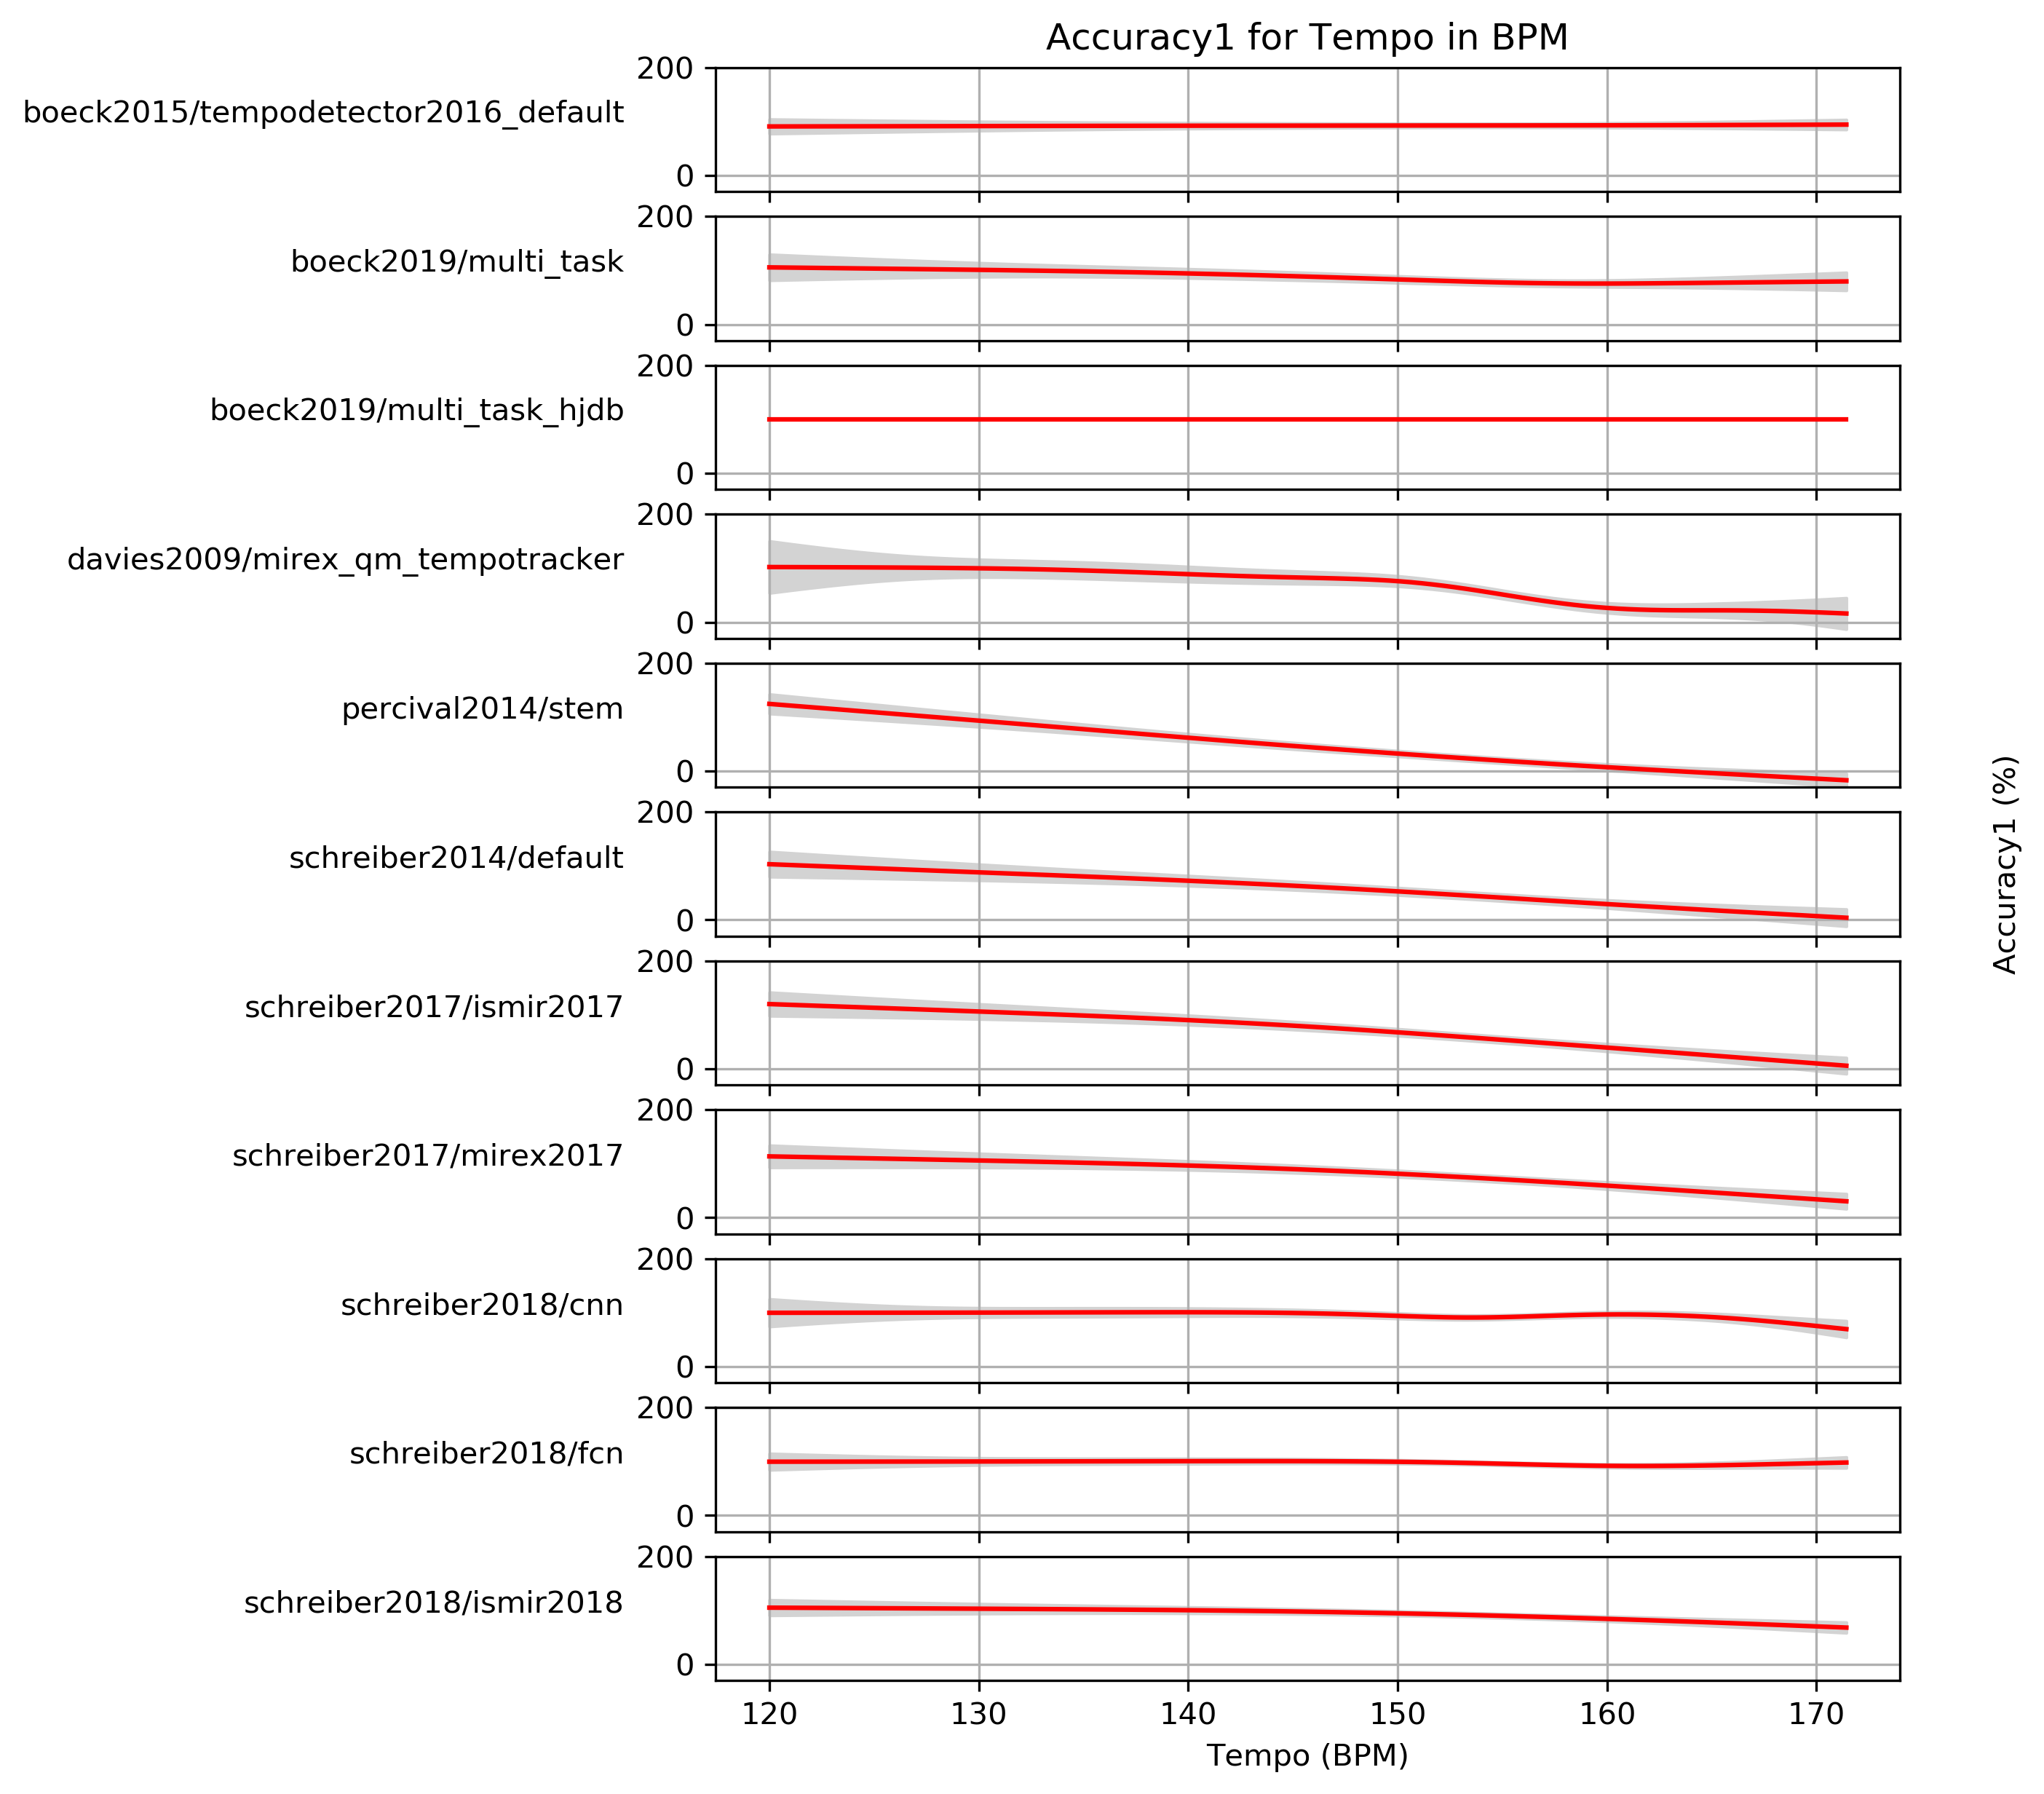 Accuracy1 for Tempo in BPM
200
boeck2015/tempodetector2016_default
0
200
boeck2019/multi_task
0
200
boeck2019/multi_task_hjdb
0
200
davies2009/mirex_qm_tempotracker
0
200
percival2014/stem
0
200
schreiber2014/default
0
200
schreiber2017/ismir2017
0
200
schreiber2017/mirex2017
0
200
schreiber2018/cnn
0
200
schreiber2018/fcn
0
200
schreiber2018/ismir2018
0
120 130 140 150 160 170
Tempo (BPM)
Accuracy1 (%)